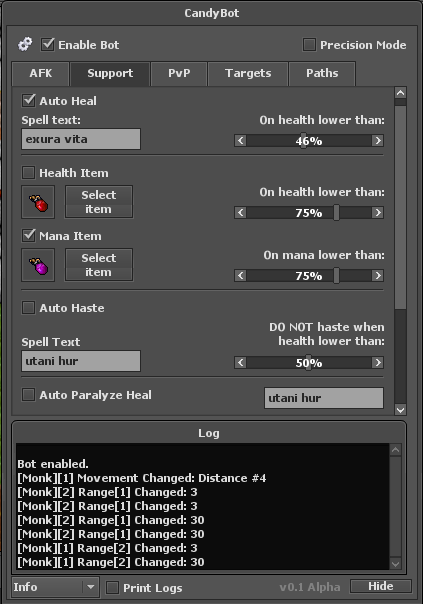 CandyBot
Enable Bot
Precision Mode
AFK
Support
PvP
Targets
Paths
Auto Heal
Spell text:
On health lower than:
exura vita
46%
Health Item
Select
item
On health lower than:
75%
Mana Item
Select
item
On mana lower than:
75%
Auto Haste
DO NOT haste when
health lower than:
Spell Text
utani hur
50%
Auto Paralyze Heal
utani hur
Log
Bot enabled.
[Monk][1] Movement Changed: Distance #4
[Monk][2] Range[1] Changed: 3
[Monk][2] Range[1] Changed: 3
[Monk][2] Range[2] Changed: 30
[Monk][2] Range[2] Changed: 30
[Monk][1] Range[2] Changed: 3
[Monk][1] Range[2] Changed: 30
Info
Print Logs
v0.1 Alpha
Hide